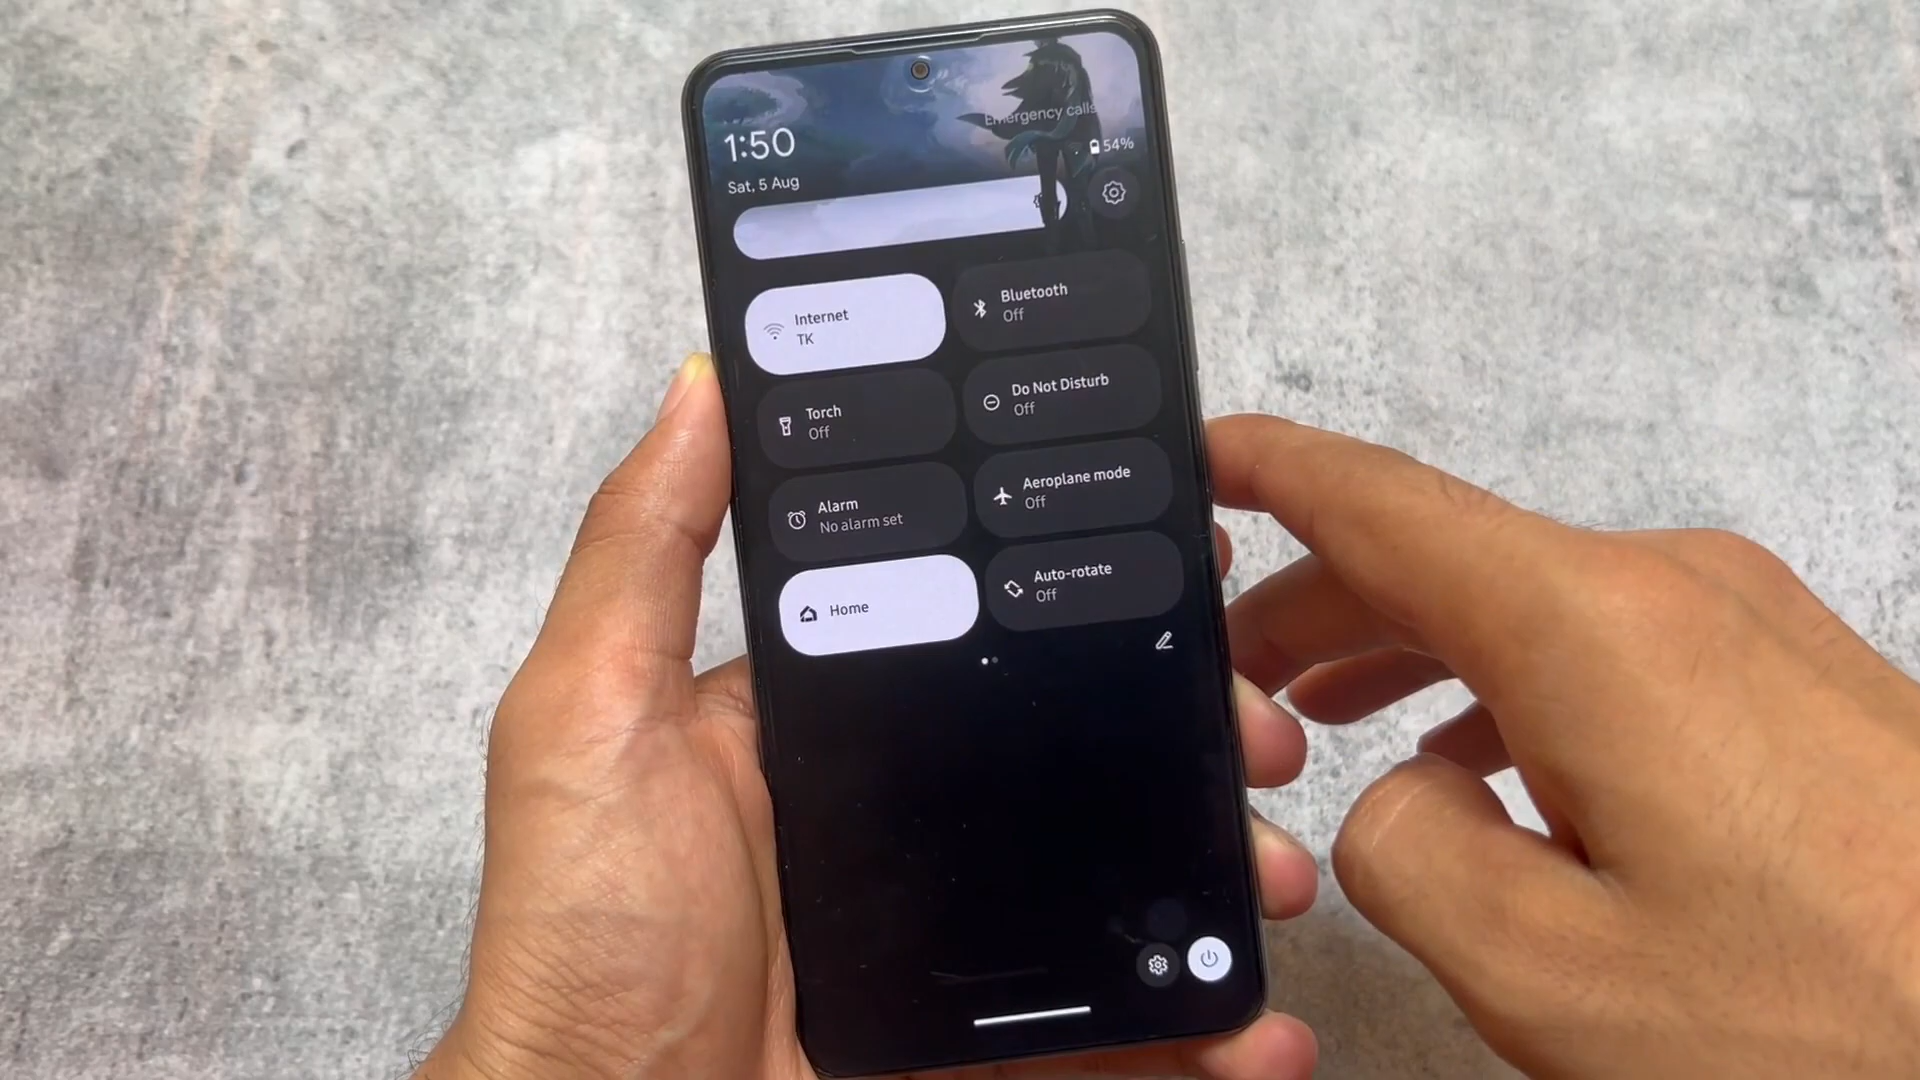 Emergency calls
1:50
54%
Sat, 5 Aug
Internet
TK
Bluetooth
Off
Torch
Off
Do Not Disturb
Off
Alarm
No alarm set
Aeroplane mode
Off
Home
Auto-rotate
Off